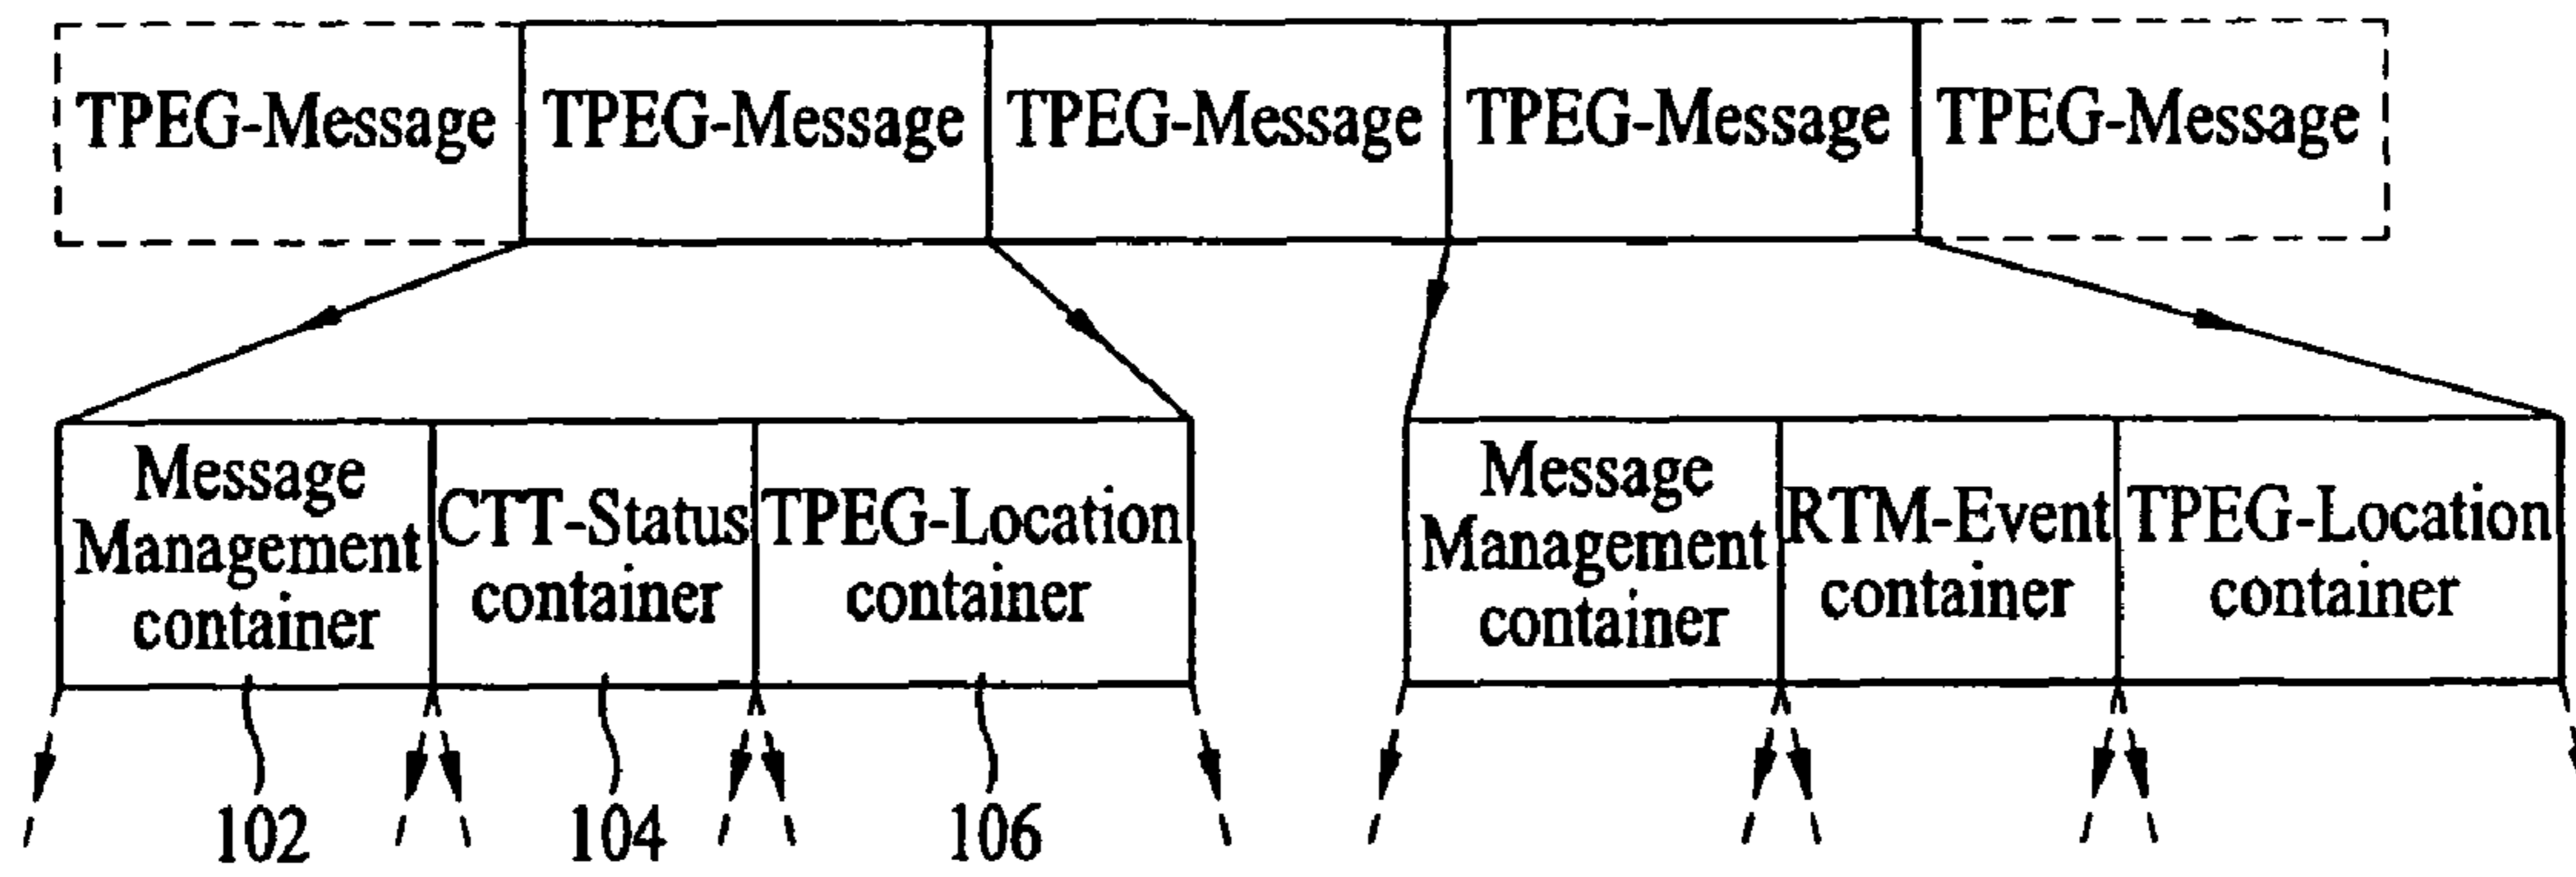 TPEG-Message TPEG-Message TPEG-Message TPEG-Message TPEG-Message
Message
Management
container
CTT-Status
container
TPEG-Location
container
Message
Management
container
RTM-Event
container
TPEG-Location
container
102 104 106